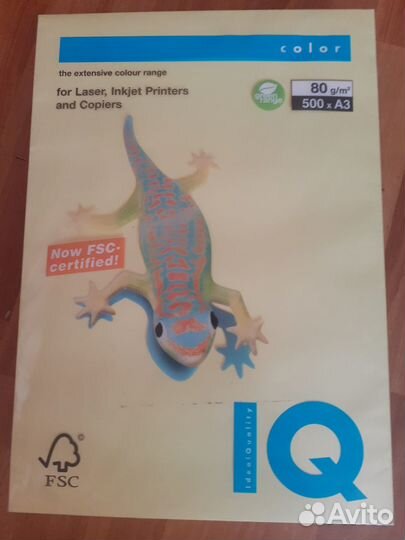 color
the extensive colour range
for Laser, Inkjet Printers
and Copiers
green
range
80 g/m²
500 x A3
Now FSC-
certified!
Ideal Quality
IQ
©
FSC
Avito